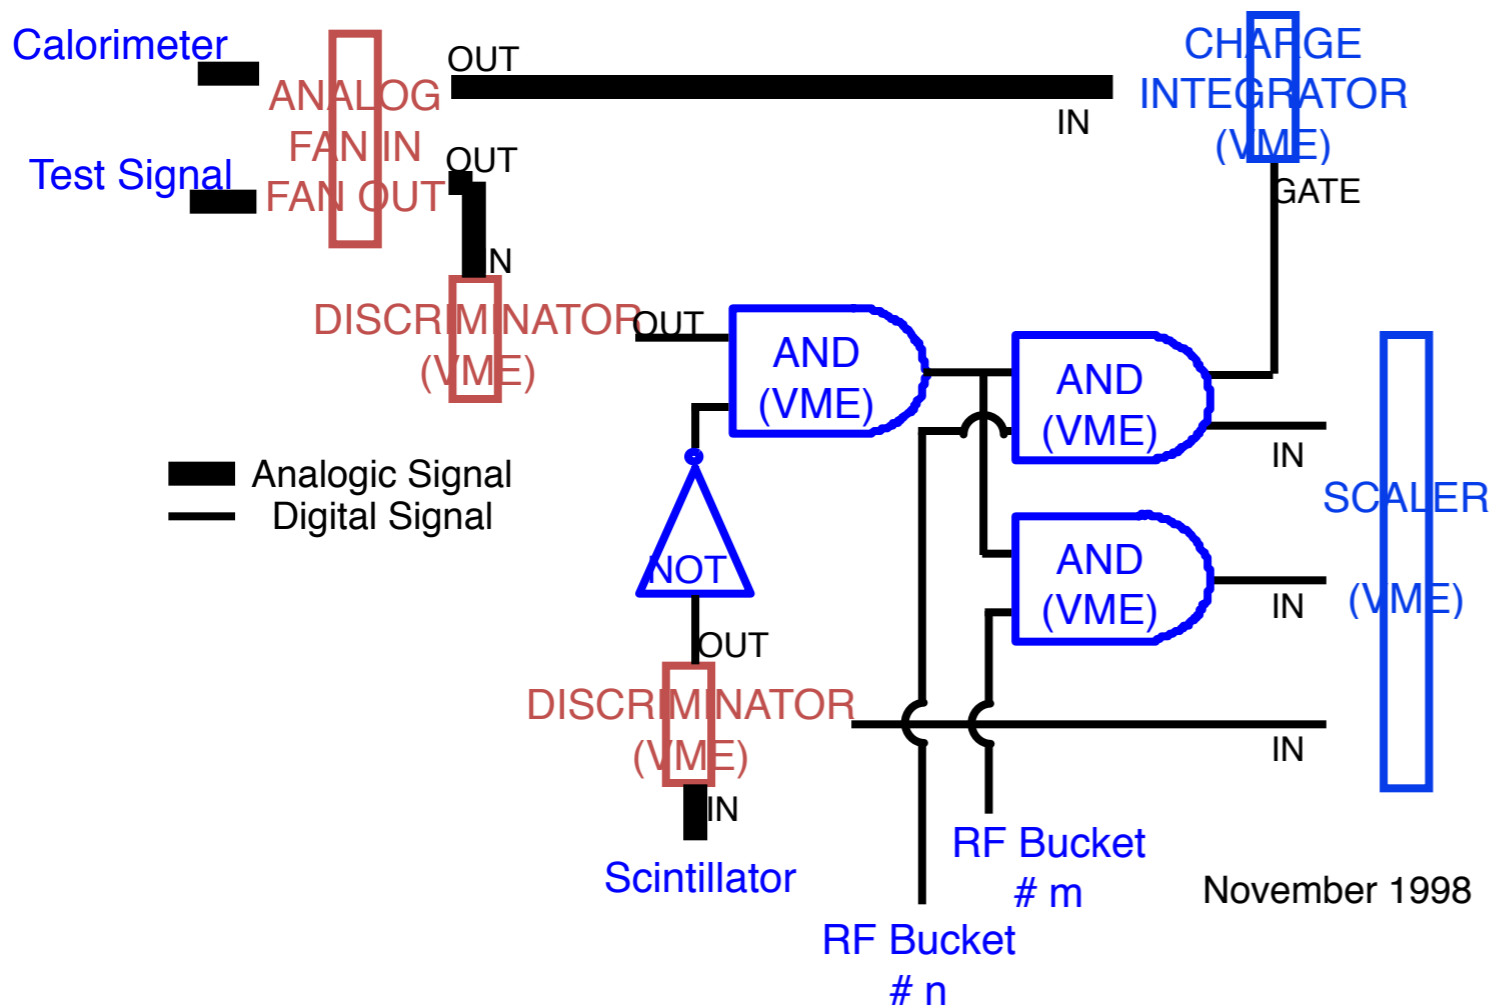 Calorimeter
Test Signal
ANALOG
FAN IN
FAN OUT
OUT
IN
CHARGE
INTEGRATOR
(VME)
GATE
OUT
IN
DISCRIMINATOR
(VME)
OUT
AND
(VME)
AND
(VME)
IN
Analogic Signal
Digital Signal
NOT
AND
(VME)
IN
SCALER
(VME)
OUT
DISCRIMINATOR
(VME)
IN
IN
Scintillator
RF Bucket
# m
RF Bucket
# n
November 1998